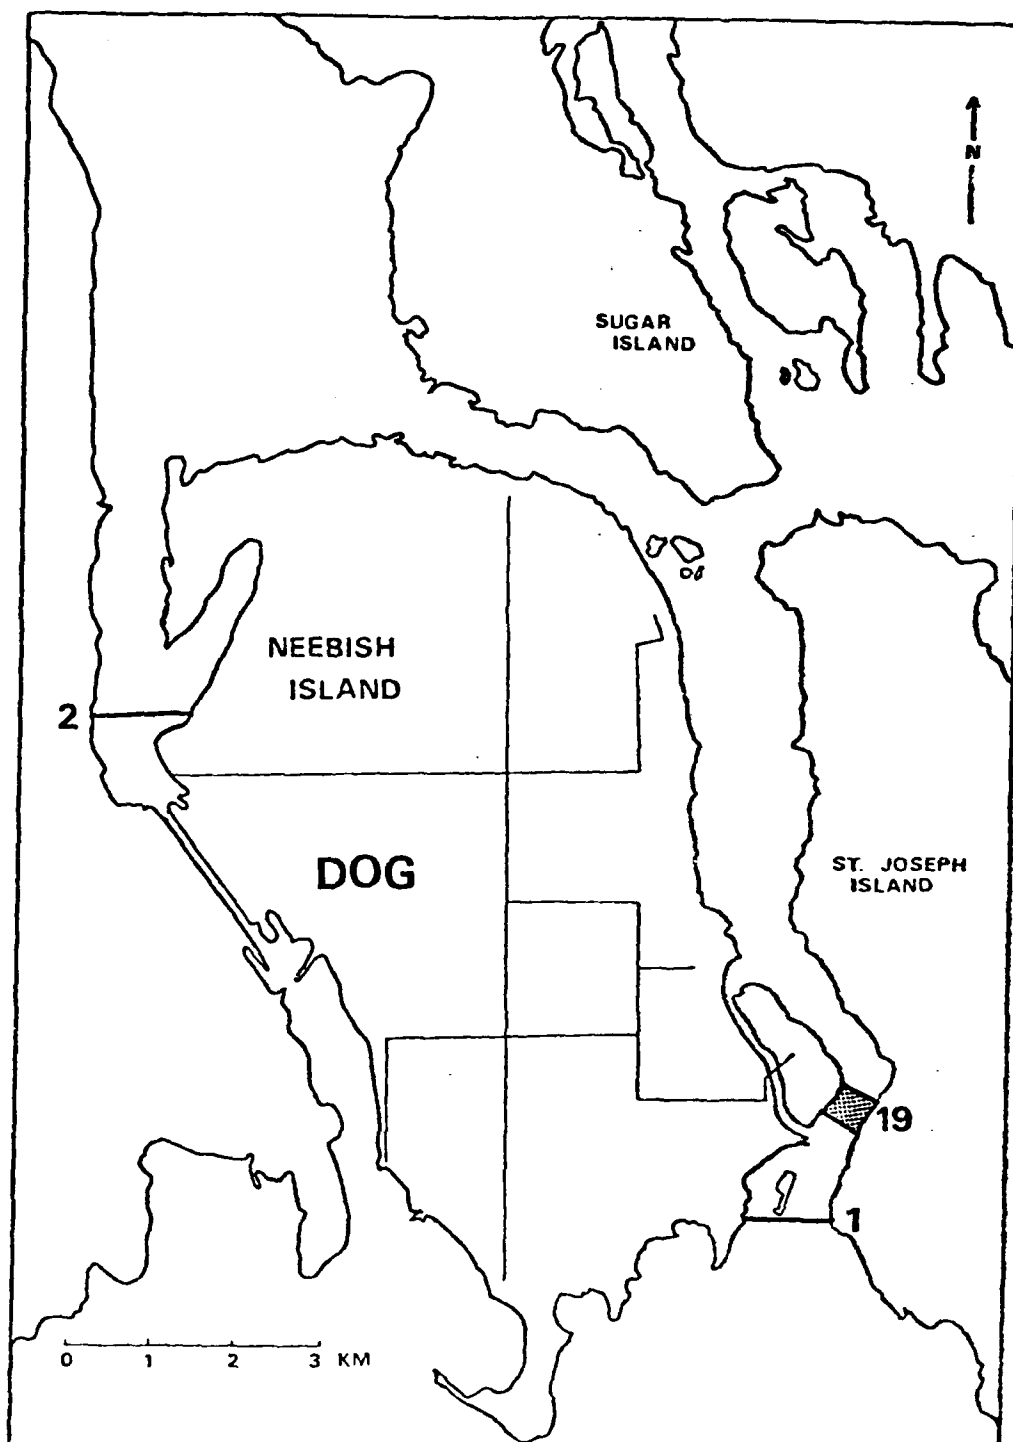 N
SUGAR
ISLAND
NEEBISH
ISLAND
2
DOG
ST. JOSEPH
ISLAND
19
1
0 1 2 3 KM